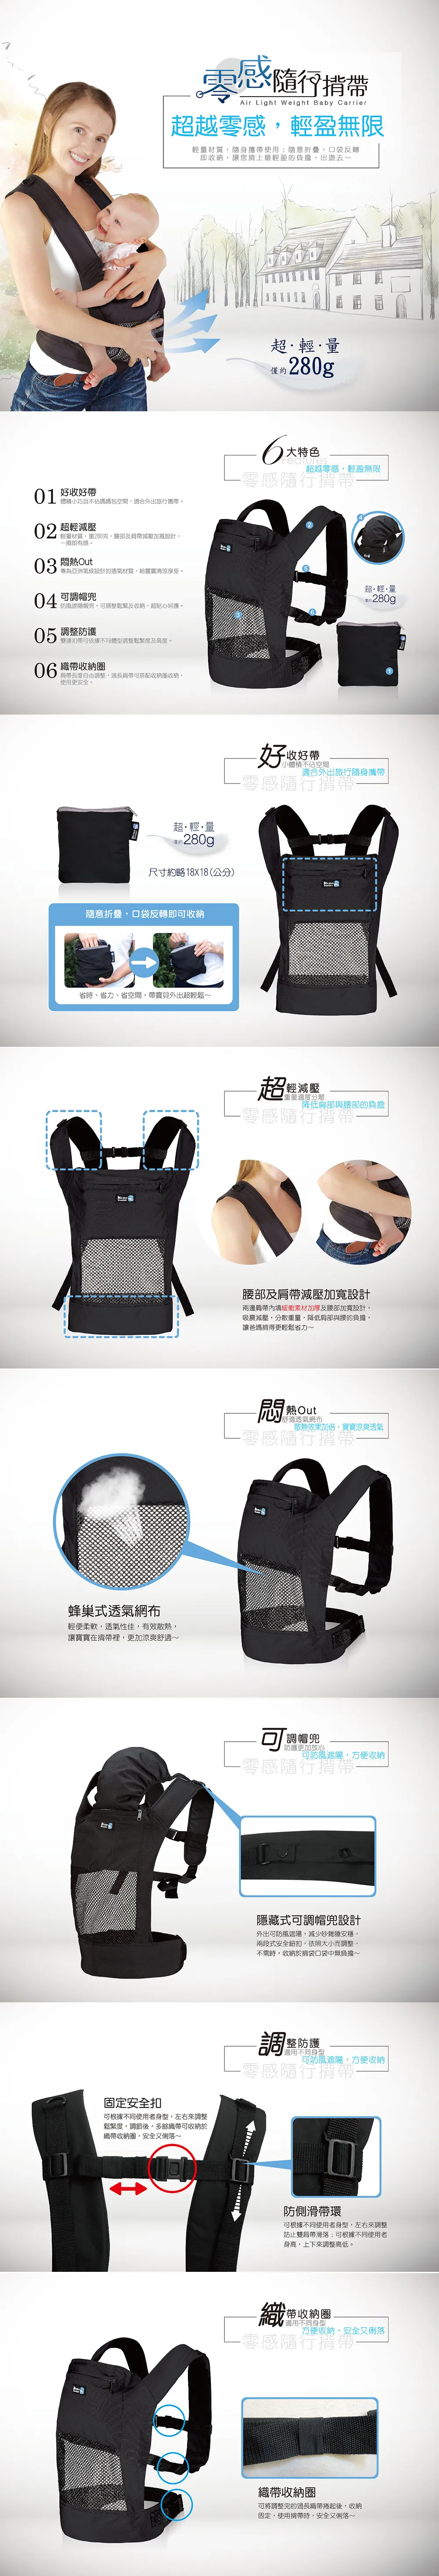 零感隨行揹帶
Air Light Weight Baby Carrier
超越零感，輕盈無限
輕量材質，隨身攜帶使用；隨意折疊，口袋反轉
即收納，讓您揹上最輕盈的負擔，出遊去～
超·輕·量
僅約280g
6大特色
超越零感，輕盈無限
零感隨行揹帶
01 好收好帶
體積小巧且不佔媽媽包空間，適合外出旅行攜帶。
02 超輕減壓
輕量材質，重280克，腰部及肩帶減壓加寬設計，
一揹即有感。
03 悶熱Out
專為亞洲氣候設計的透氣材質，給寶寶清涼享受。
04 可調帽兜
防風遮陽帽兜，可調整鬆緊及收納，超貼心呵護。
05 調整防護
雙邊扣帶可依據不同體型調整鬆緊度及高度。
06 織帶收納圈
肩帶長度自由調整，過長肩帶可搭配收納圈收納，
使用更安全。
超·輕·量
280g
好收好帶
小體積不佔空間
適合外出旅行隨身攜帶
零感隨行揹帶
超·輕·量
280g
尺寸約略18X18(公分)
隨意折疊，口袋反轉即可收納
省時、省力、省空間，帶寶貝外出超輕鬆～
超輕減壓
重量適度分散
降低肩部與腰部的負擔
零感隨行揹帶
腰部及肩帶減壓加寬設計
兩邊肩帶內填緩衝素材加厚及腰部加寬設計，
吸震減壓，分散重量，降低肩部與腰的負擔，
讓爸媽揹得更輕鬆省力～
悶熱Out
舒適透氣網布
散熱效果加倍，寶寶涼爽透氣
零感隨行揹帶
蜂巢式透氣網布
輕便柔軟，透氣性佳，有效散熱，
讓寶寶在揹帶裡，更加涼爽舒適～
可調帽兜
防護更加放心
可防風遮陽，方便收納
零感隨行揹帶
隱藏式可調帽兜設計
外出可防風遮陽，減少紗雜睡安穩，
兩段式安全鈕扣，依照大小而調整，
不需時，收納於揹袋口袋中無負擔～
調整防護
適用不同身型
可防風遮陽，方便收納
零感隨行揹帶
固定安全扣
可根據不同使用者身型，左右來調整
鬆緊度，調節後，多餘織帶可收納於
織帶收納圈，安全又俐落～
防側滑帶環
可根據不同使用者身型，左右來調整
防止雙肩帶滑落；可根據不同使用者
身高，上下來調整高低。
織帶收納圈
適用不同身型
方便收納，安全又俐落
零感隨行揹帶
織帶收納圈
可將調整完的過長織帶捲起後，收納
固定，使用揹帶時，安全又俐落～